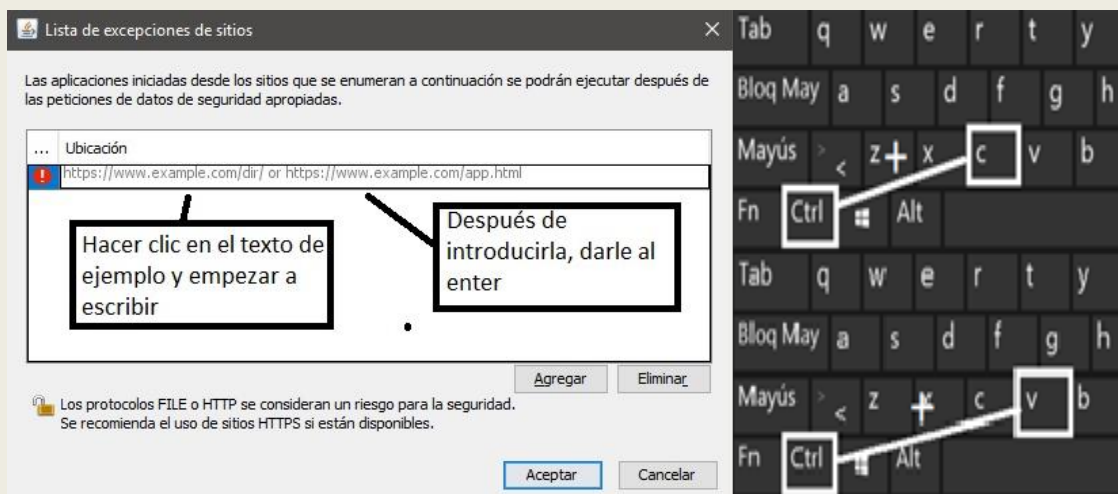 Lista de excepciones de sitios
Las aplicaciones iniciadas desde los sitios que se enumeran a continuación se podrán ejecutar después de
las peticiones de datos de seguridad apropiadas.
... Ubicación
https://www.example.com/dir/ or https://www.example.com/app.html
Hacer clic en el texto de
ejemplo y empezar a
escribir
Después de
introducirla, darle al
enter
Agregar Eliminar
Los protocolos FILE o HTTP se consideran un riesgo para la seguridad.
Se recomienda el uso de sitios HTTPS si están disponibles.
Aceptar Cancelar
Tab q w e r t y
Bloq May a s d f g h
Mayús > < z + x c v b
Fn Ctrl Alt
Tab q w e r t y
Bloq May a s d f g h
Mayús > < z + x c v b
Fn Ctrl Alt